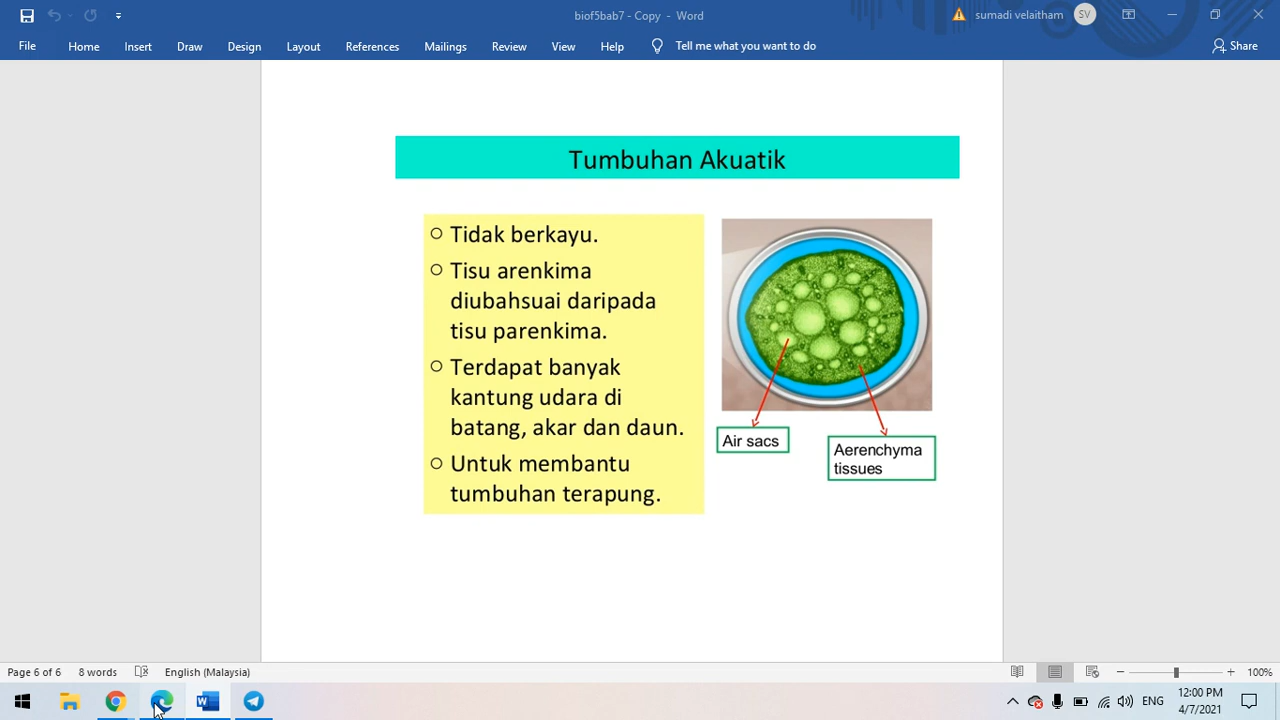 biof5bab7 - Copy - Word
sumadi velaitham
SV
File
Home
Insert
Draw
Design
Layout
References
Mailings
Review
View
Help
Tell me what you want to do
Share
Tumbuhan Akuatik
Tidak berkayu.
Tisu arenkima
diubahsuai daripada
tisu parenkima.
Terdapat banyak
kantung udara di
batang, akar dan daun.
Untuk membantu
tumbuhan terapung.
Air sacs
Aerenchyma
tissues
Page 6 of 6
8 words
English (Malaysia)
100%
ENG
12:00 PM
4/7/2021